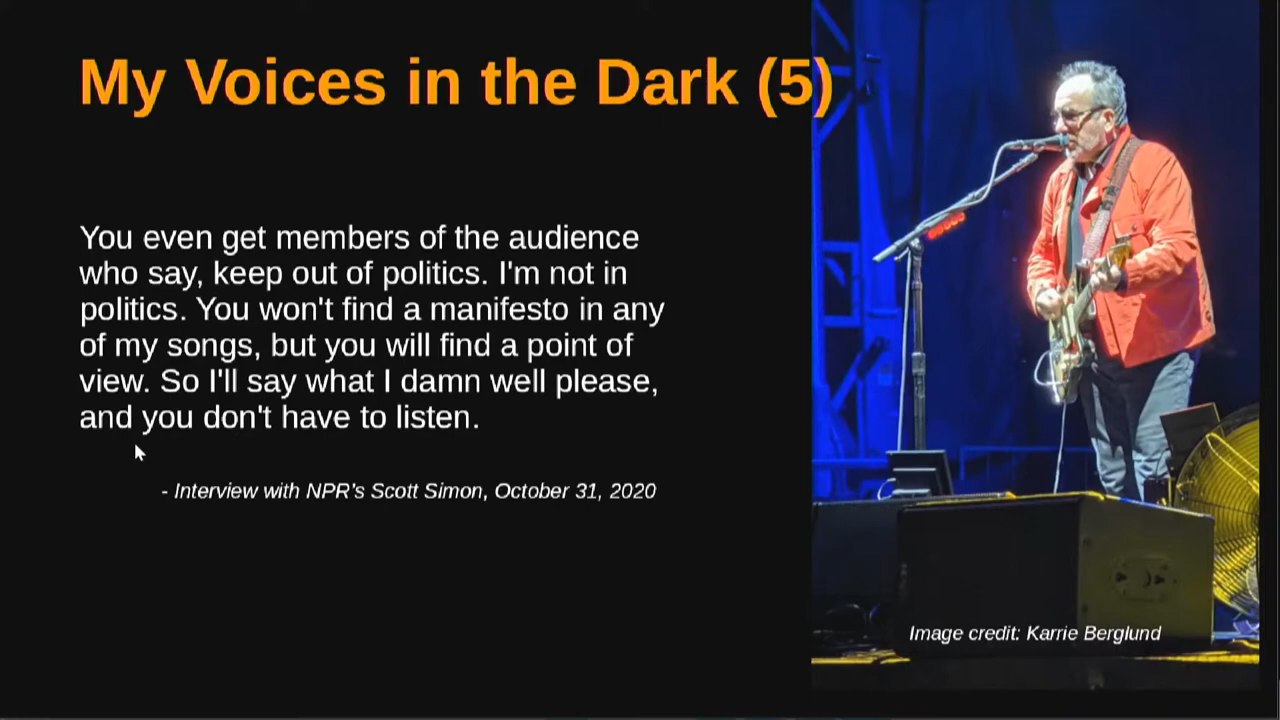 My Voices in the Dark (5)
You even get members of the audience
who say, keep out of politics. I'm not in
politics. You won't find a manifesto in any
of my songs, but you will find a point of
view. So I'll say what I damn well please,
and you don't have to listen.
- Interview with NPR's Scott Simon, October 31, 2020
Image credit: Karrie Berglund